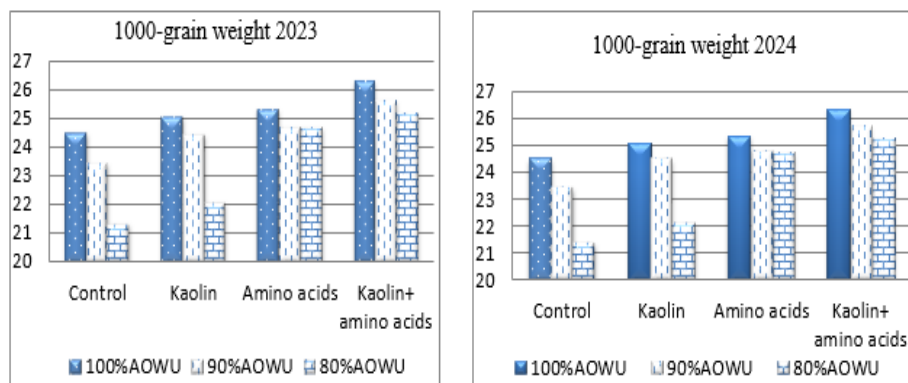 1000-grain weight 2023
27
26
25
24
23
22
21
20
Control Kaolin Amino acids Kaolin+
amino acids
100%AOWU 90%AOWU 80%AOWU
1000-grain weight 2024
27
26
25
24
23
22
21
20
Control Kaolin Amino acids Kaolin+
amino acids
100%AOWU 90%AOWU 80%AOWU